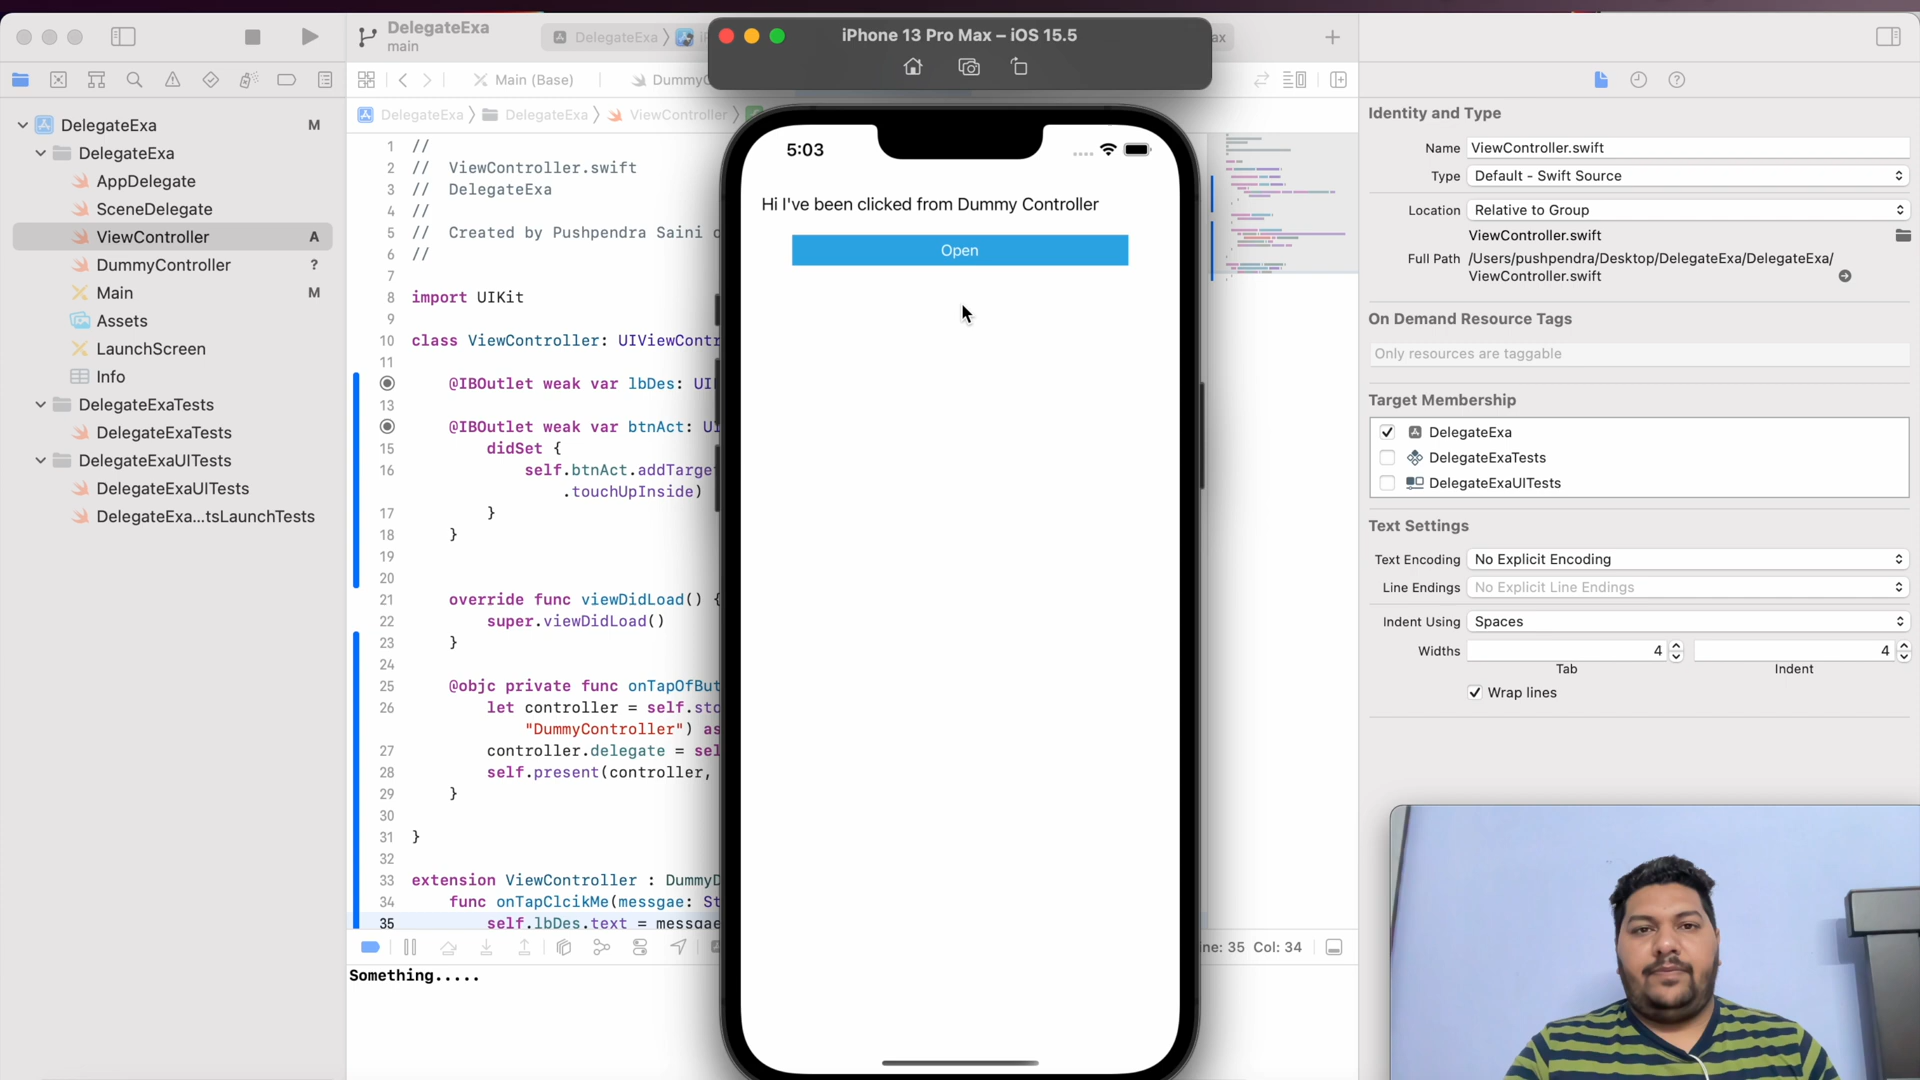 DelegateExa
main
DelegateExa
iPhone 13 Pro Max – iOS 15.5
ax
Main (Base)
DummyC
DelegateExa
DelegateExa
ViewController
DelegateExa M
DelegateExa
AppDelegate
SceneDelegate
ViewController A
DummyController ?
Main M
Assets
LaunchScreen
Info
DelegateExaTests
DelegateExaTests
DelegateExaUITests
DelegateExaUITests
DelegateExa...tsLaunchTests
1 //
2 //  ViewController.swift
3 //  DelegateExa
4 //
5 //  Created by Pushpendra Saini o
6 //
7
8 import UIKit
9
10 class ViewController: UIViewContr
11
@IBOutlet weak var lbDes: UI
13
@IBOutlet weak var btnAct: U
15 didSet {
16 self.btnAct.addTarge
.touchUpInside)
17 }
18 }
19
20
21 override func viewDidLoad() {
22 super.viewDidLoad()
23 }
24
25 @objc private func onTapOfBut
26 let controller = self.sto
"DummyController") as
27 controller.delegate = sel
28 self.present(controller,
29 }
30
31 }
32
33 extension ViewController : DummyD
34 func onTapClcikMe(messgae: St
35 self.lbDes.text = messgae
ne: 35 Col: 34
Something.....
5:03
Hi I've been clicked from Dummy Controller
Open
Identity and Type
Name ViewController.swift
Type Default - Swift Source
Location Relative to Group
ViewController.swift
Full Path /Users/pushpendra/Desktop/DelegateExa/DelegateExa/
ViewController.swift
On Demand Resource Tags
Only resources are taggable
Target Membership
DelegateExa
DelegateExaTests
DelegateExaUITests
Text Settings
Text Encoding No Explicit Encoding
Line Endings No Explicit Line Endings
Indent Using Spaces
Widths 4 4
Tab Indent
Wrap lines